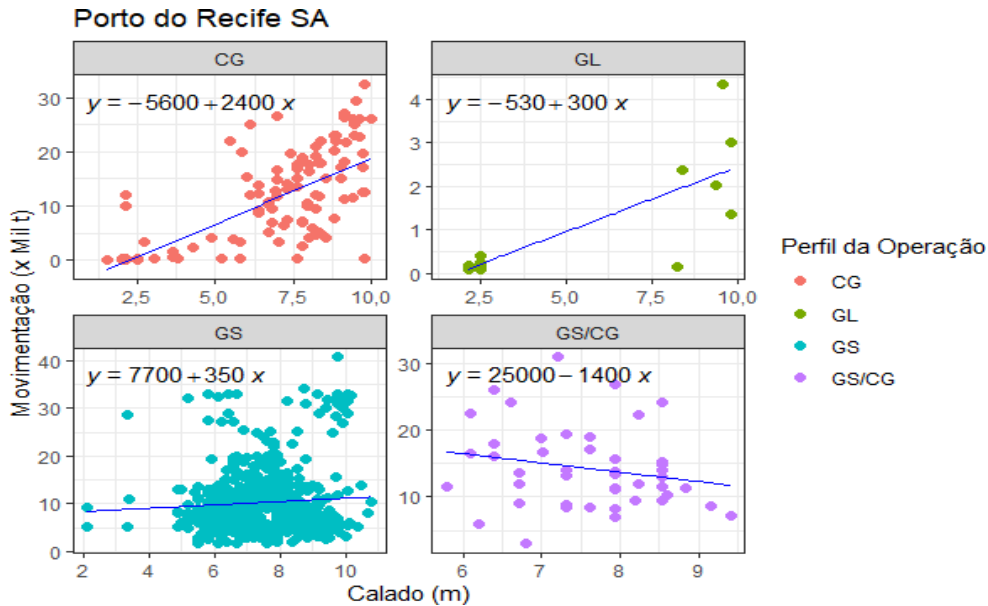 Porto do Recife SA
CG
y = −5600 + 2400 x
30
20
10
0
2,5 5,0 7,5 10,0
GL
y = −530 + 300 x
4
3
2
1
0
2,5 5,0 7,5 10,0
GS
y = 7700 + 350 x
40
30
20
10
0
2 4 6 8 10
GS/CG
y = 25000 − 1400 x
30
20
10
6 7 8 9
Movimentação (x Mil t)
Calado (m)
Perfil da Operação
CG
GL
GS
GS/CG